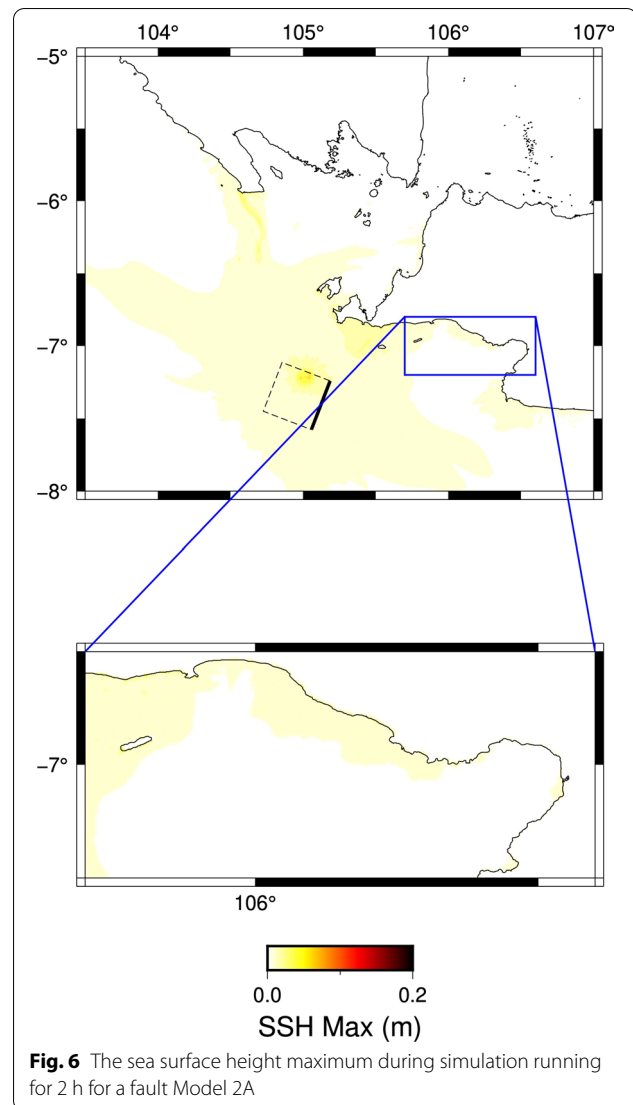 104° 105° 106° 107°
−5°
−6°
−7°
−8°
−7°
106°
0.0 0.2
SSH Max (m)
Fig. 6 The sea surface height maximum during simulation running
for 2 h for a fault Model 2A